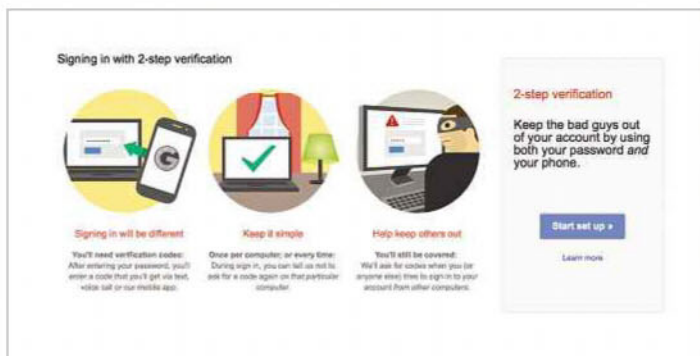 Signing in with 2-step verification
Signing in will be different
You'll need verification codes:
After entering your password, you'll
enter a code that you'll get via text,
voice call or our mobile app.
Keep it simple
Once per computer, or every time:
During sign in, you can tell us not to
ask for a code again on that particular
computer.
Help keep others out
You'll still be covered:
We'll ask for codes when you (or
anyone else) tries to sign in to your
account from other computers.
2-step verification
Keep the bad guys out
of your account by using
both your password and
your phone.
Start set up »
Learn more